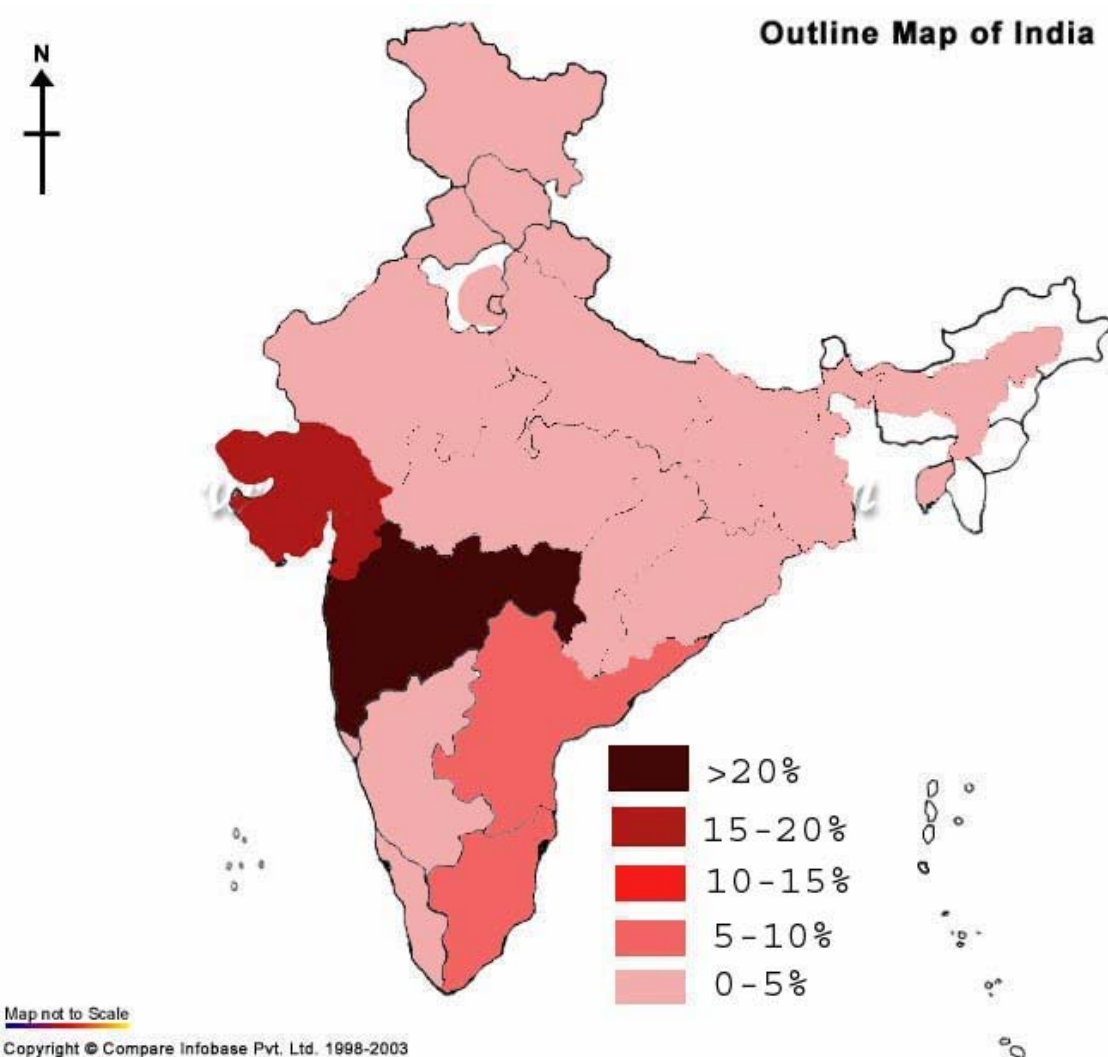 Outline Map of India
N
>20%
15-20%
10-15%
5-10%
0-5%
Map not to Scale
Copyright © Compare Infobase Pvt. Ltd. 1998-2003